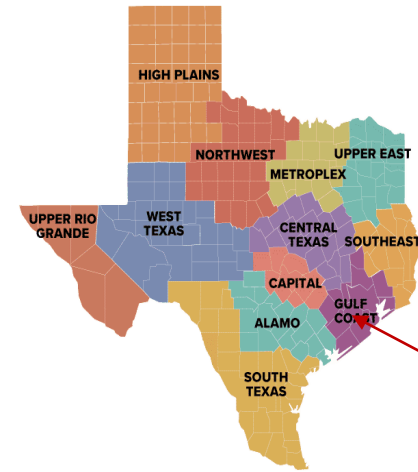 HIGH PLAINS
NORTHWEST
UPPER EAST
METROPLEX
UPPER RIO
GRANDE
WEST
TEXAS
CENTRAL
TEXAS
SOUTHEAST
CAPITAL
GULF
COAST
ALAMO
SOUTH
TEXAS